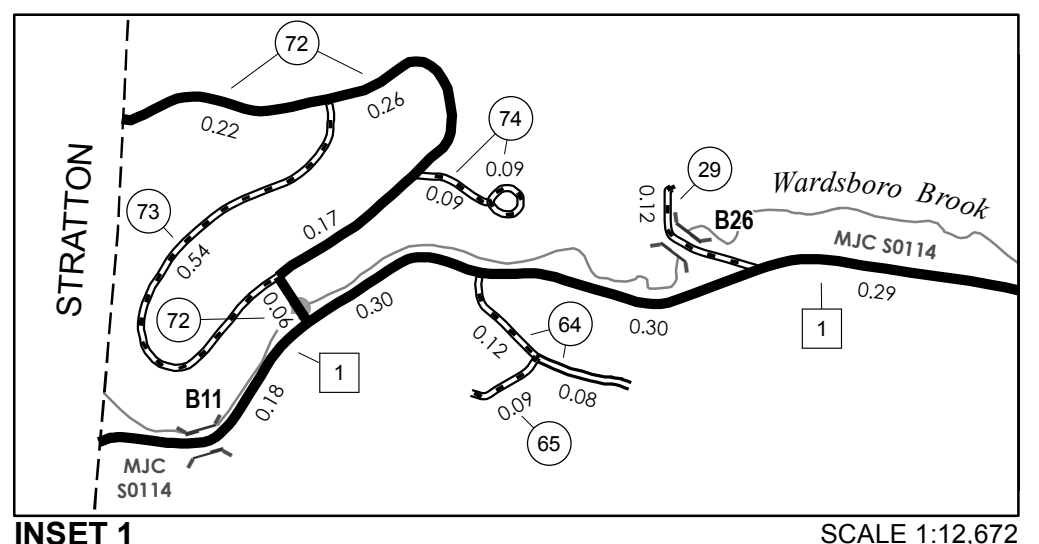 72
0.22
0.26
74
0.09
0.09
29
0.12
Wardsboro Brook
B26
MJC S0114
STRATTON
73
0.54
0.17
72
0.06
0.30
0.30
0.29
1
64
0.12
0.08
0.09
65
1
0.18
B11
MJC
S0114
INSET 1
SCALE 1:12,672